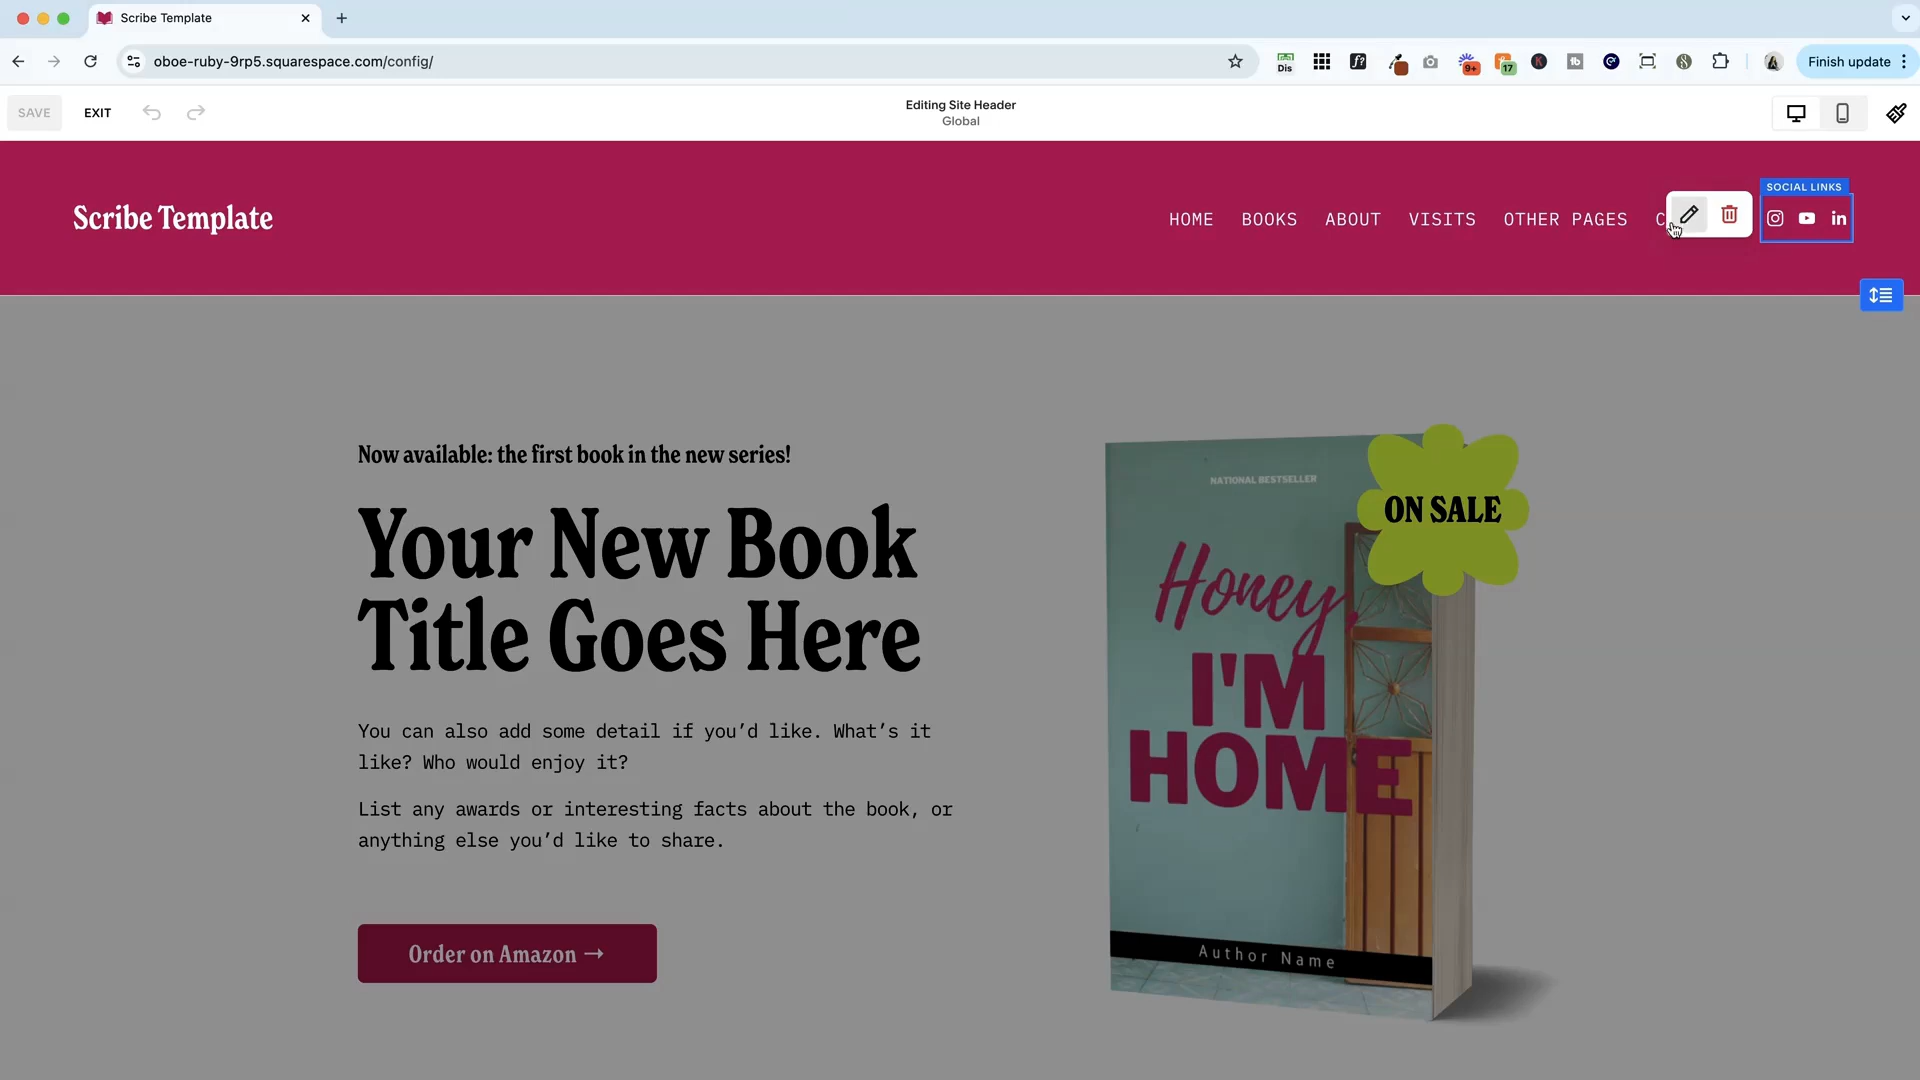 Scribe Template
oboe-ruby-9rp5.squarespace.com/config/
Dis
9+
17
Finish update
SAVE
EXIT
Editing Site Header
Global
Scribe Template
HOME
BOOKS
ABOUT
VISITS
OTHER PAGES
C
SOCIAL LINKS
Now available: the first book in the new series!
Your New Book
Title Goes Here
You can also add some detail if you’d like. What’s it
like? Who would enjoy it?
List any awards or interesting facts about the book, or
anything else you’d like to share.
Order on Amazon →
NATIONAL BESTSELLER
ON SALE
Honey,
I'M
HOME
Author Name